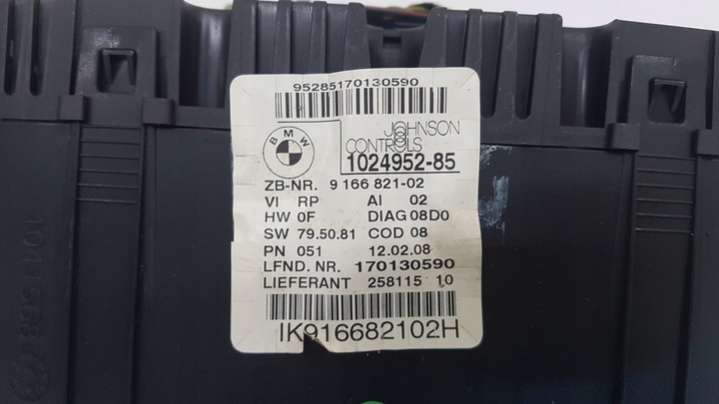 95285170130590
BMW
JOHNSON
CONTROLS
1024952-85
ZB-NR. 9 166 821-02
VI RP AI 02
HW 0F DIAG 08D0
SW 79.50.81 COD 08
PN 051 12.02.08
LFND. NR. 170130590
LIEFERANT 258115 10
IK916682102H